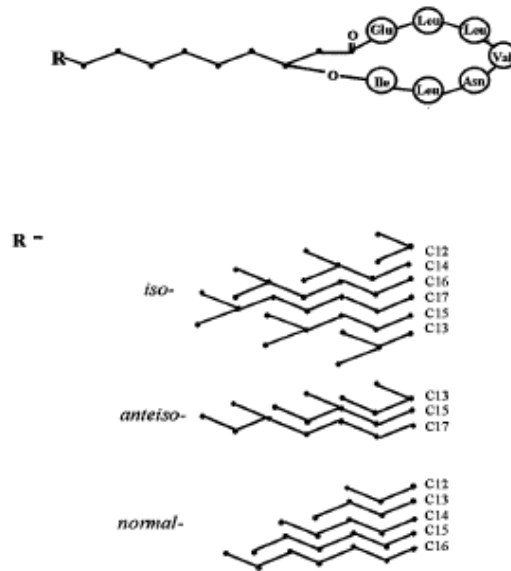 O Glu Leu Leu
R Val
O Ile Leu Asn
R -
C12
C14
iso- C16
C17
C15
C13
C13
anteiso- C15
C17
C12
C13
normal- C14
C15
C16